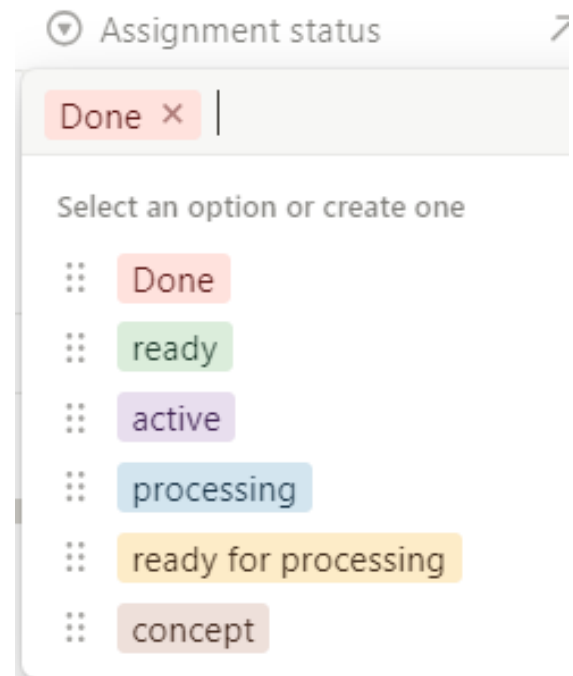 Assignment status
Done ×
Select an option or create one
Done
ready
active
processing
ready for processing
concept